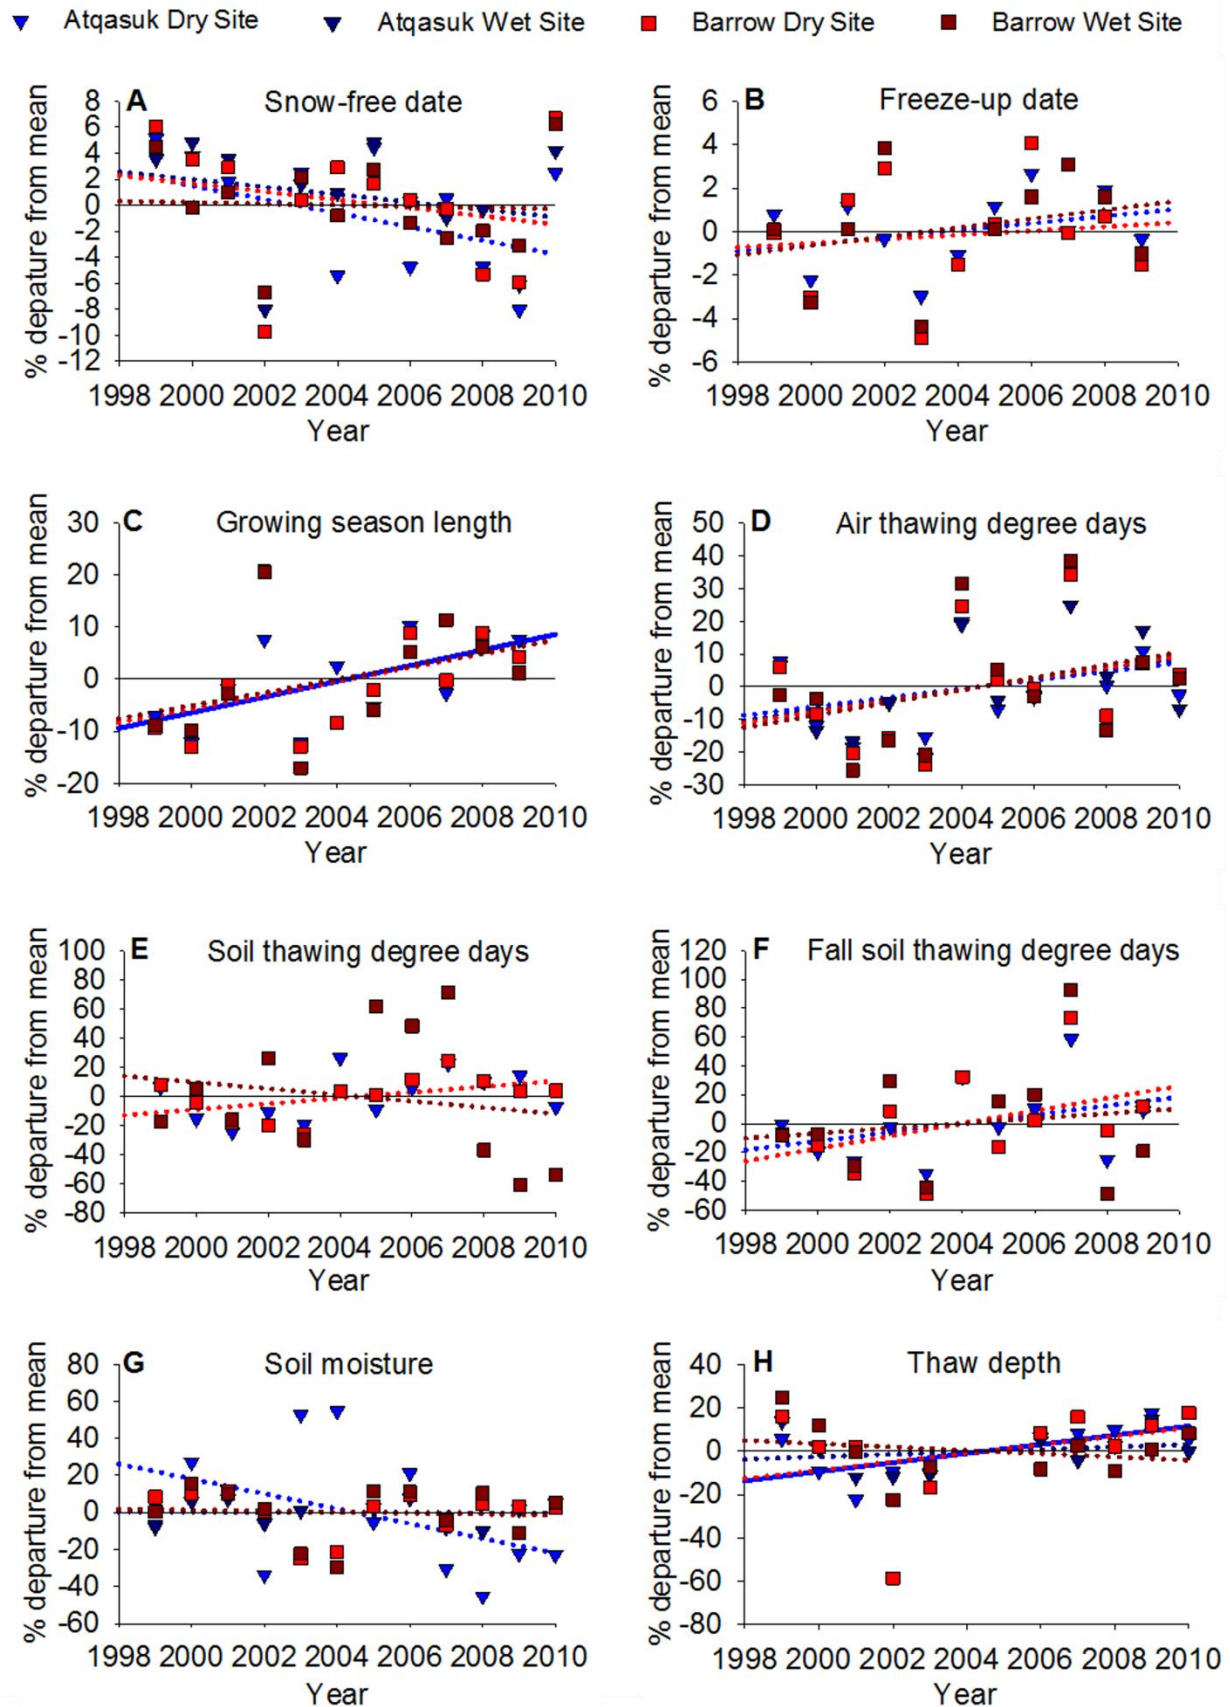 Atqasuk Dry Site Atqasuk Wet Site Barrow Dry Site Barrow Wet Site
A Snow-free date
% depature from mean
8
6
4
2
0
-2
-4
-6
-8
-10
-12
1998 2000 2002 2004 2006 2008 2010
Year
B Freeze-up date
% departure from mean
6
4
2
0
-2
-4
-6
1998 2000 2002 2004 2006 2008 2010
Year
C Growing season length
% departure from mean
30
20
10
0
-10
-20
1998 2000 2002 2004 2006 2008 2010
Year
D Air thawing degree days
% departure from mean
50
40
30
20
10
0
-10
-20
-30
1998 2000 2002 2004 2006 2008 2010
Year
E Soil thawing degree days
% departure from mean
100
80
60
40
20
0
-20
-40
-60
-80
1998 2000 2002 2004 2006 2008 2010
Year
F Fall soil thawing degree days
% departure from mean
120
100
80
60
40
20
0
-20
-40
-60
1998 2000 2002 2004 2006 2008 2010
Year
G Soil moisture
% departure from mean
80
60
40
20
0
-20
-40
-60
1998 2000 2002 2004 2006 2008 2010
Year
H Thaw depth
% departure from mean
40
20
0
-20
-40
-60
-80
1998 2000 2002 2004 2006 2008 2010
Year